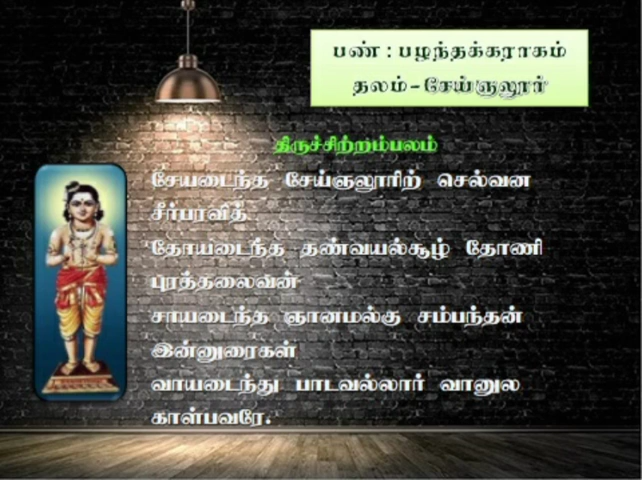 பண் : பழந்தக்கராகம்
தலம் - சேய்ஞலூர்
திருச்சிற்றம்பலம்
சேயடைந்த சேய்ஞலூரிற் செல்வன
சீர்பரவித்
தோயடைந்த தண்வயல்சூழ் தோணி
புரத்தலைவன்
சாயடைந்த ஞானமல்கு சம்பந்தன்
இன்னுரைகள்
வாயடைந்து பாடவல்லார் வானுல
காள்பவரே.